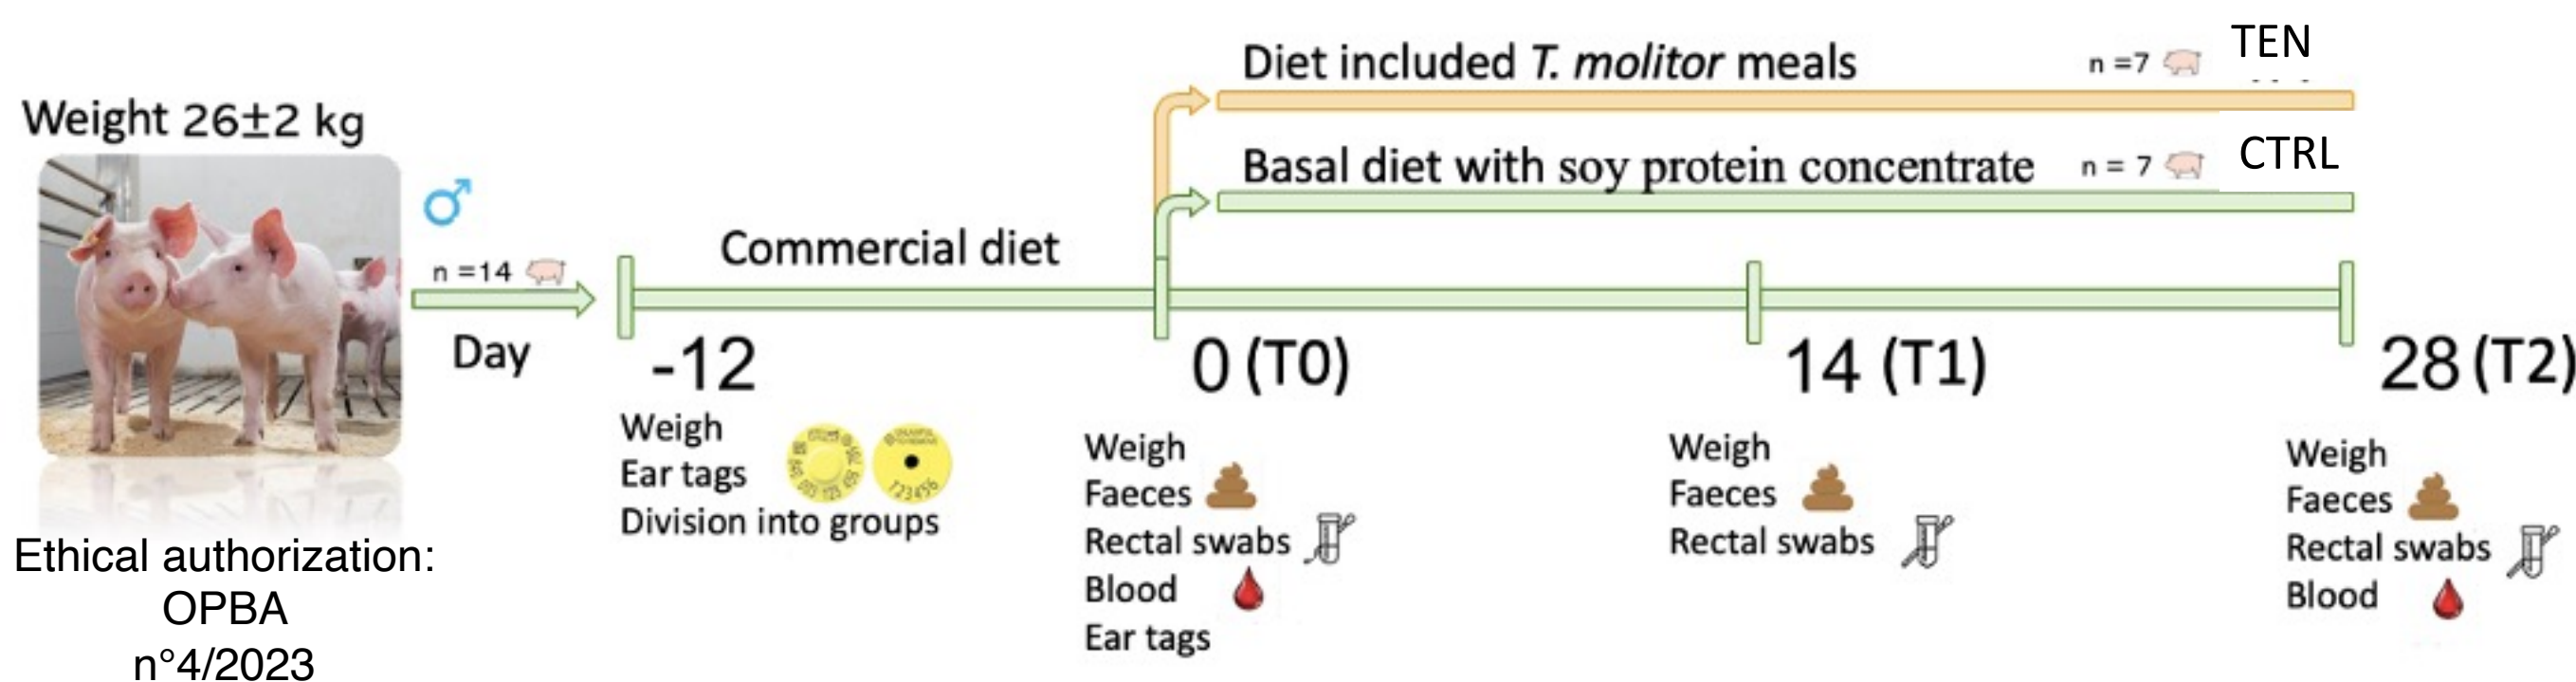 Weight 26±2 kg
Ethical authorization:
OPBA
n°4/2023
n =14
Day
Commercial diet
Diet included T. molitor meals
n =7
TEN
Basal diet with soy protein concentrate
n = 7
CTRL
-12
Weigh
Ear tags
Division into groups
123456
0 (T0)
Weigh
Faeces
Rectal swabs
Blood
Ear tags
14 (T1)
Weigh
Faeces
Rectal swabs
28 (T2)
Weigh
Faeces
Rectal swabs
Blood